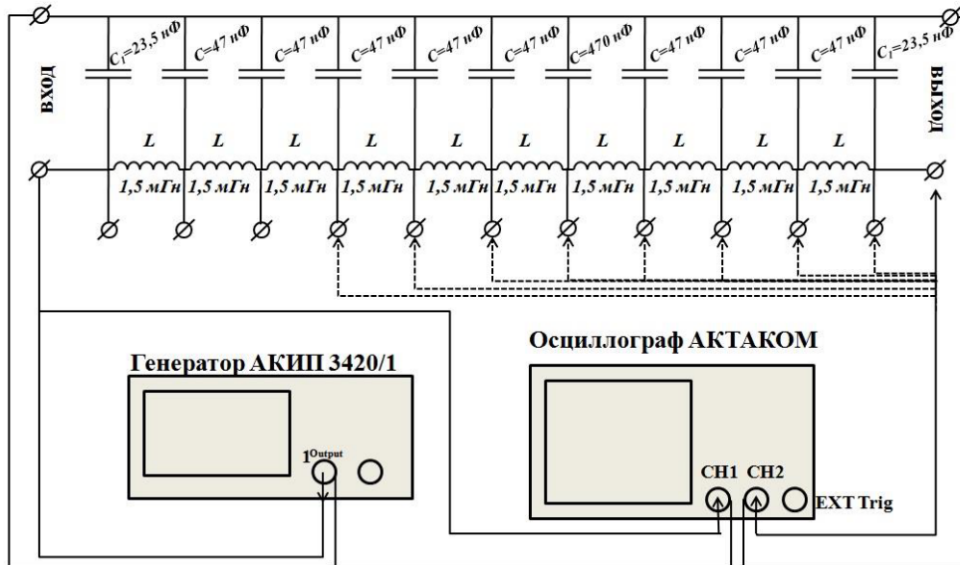 C₁=23,5 нФ
C=47 нФ
C=47 нФ
C=47 нФ
C=47 нФ
C=47 нФ
C=470 нФ
C=47 нФ
C=47 нФ
C=47 нФ
C₁=23,5 нФ
вход
выход
L L L L L L L L L
1,5 мГн 1,5 мГн 1,5 мГн 1,5 мГн 1,5 мГн 1,5 мГн 1,5 мГн 1,5 мГн 1,5 мГн 1,5 мГн
Генератор АКИП 3420/1
1 Output
Осциллограф АКТАКОМ
CH1 CH2
EXT Trig